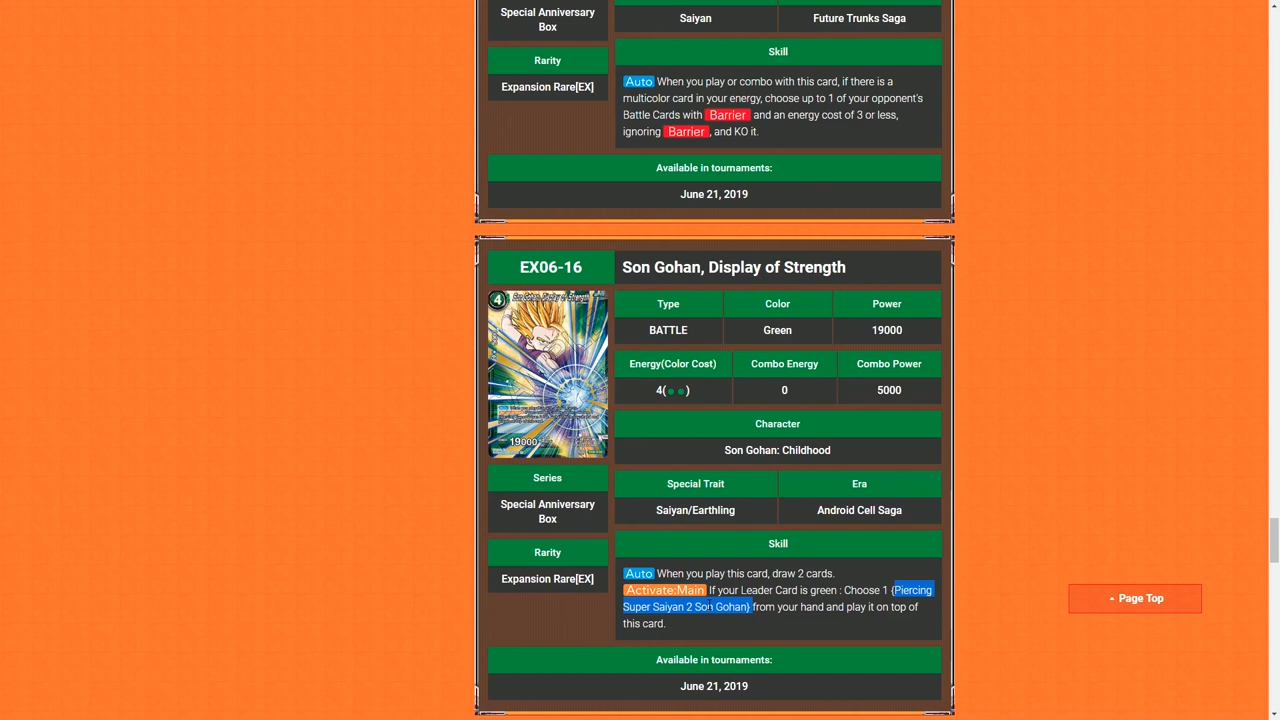 Special Anniversary
Box
Saiyan
Future Trunks Saga
Rarity
Skill
Expansion Rare[EX]
Auto When you play or combo with this card, if there is a
multicolor card in your energy, choose up to 1 of your opponent's
Battle Cards with Barrier and an energy cost of 3 or less,
ignoring Barrier, and KO it.
Available in tournaments:
June 21, 2019
EX06-16
Son Gohan, Display of Strength
4
Son Gohan, Display of Strength
Type
Color
Power
BATTLE
Green
19000
Energy(Color Cost)
Combo Energy
Combo Power
4( )
0
5000
Character
Son Gohan: Childhood
19000
Series
Special Trait
Era
Special Anniversary
Box
Saiyan/Earthling
Android Cell Saga
Rarity
Skill
Expansion Rare[EX]
Auto When you play this card, draw 2 cards.
Activate:Main If your Leader Card is green : Choose 1 {Piercing
Super Saiyan 2 Son Gohan} from your hand and play it on top of
this card.
Page Top
Available in tournaments:
June 21, 2019